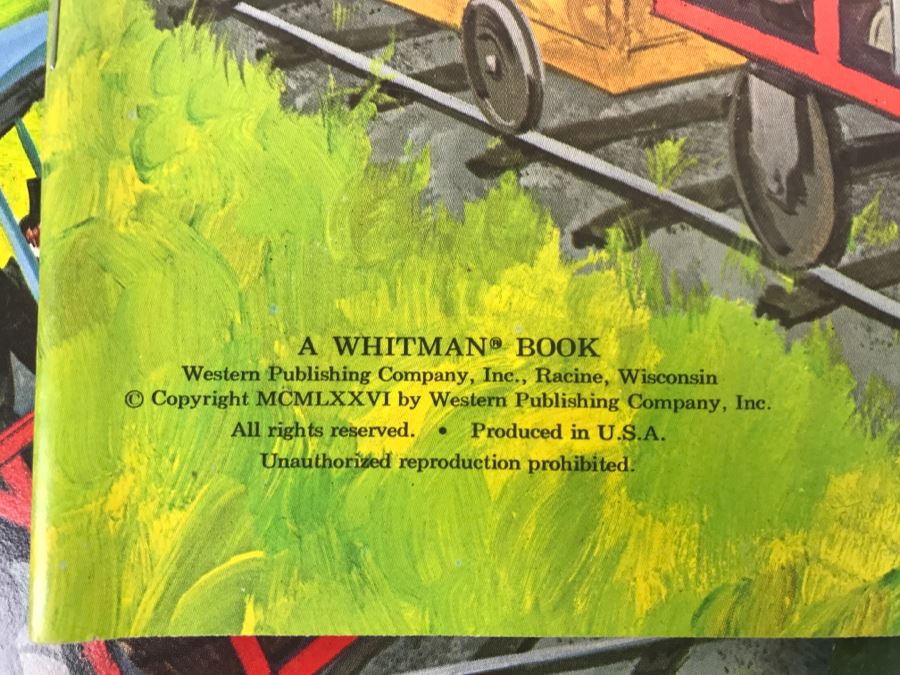 A WHITMAN® BOOK
Western Publishing Company, Inc., Racine, Wisconsin
© Copyright MCMLXXVI by Western Publishing Company, Inc.
All rights reserved. • Produced in U.S.A.
Unauthorized reproduction prohibited.